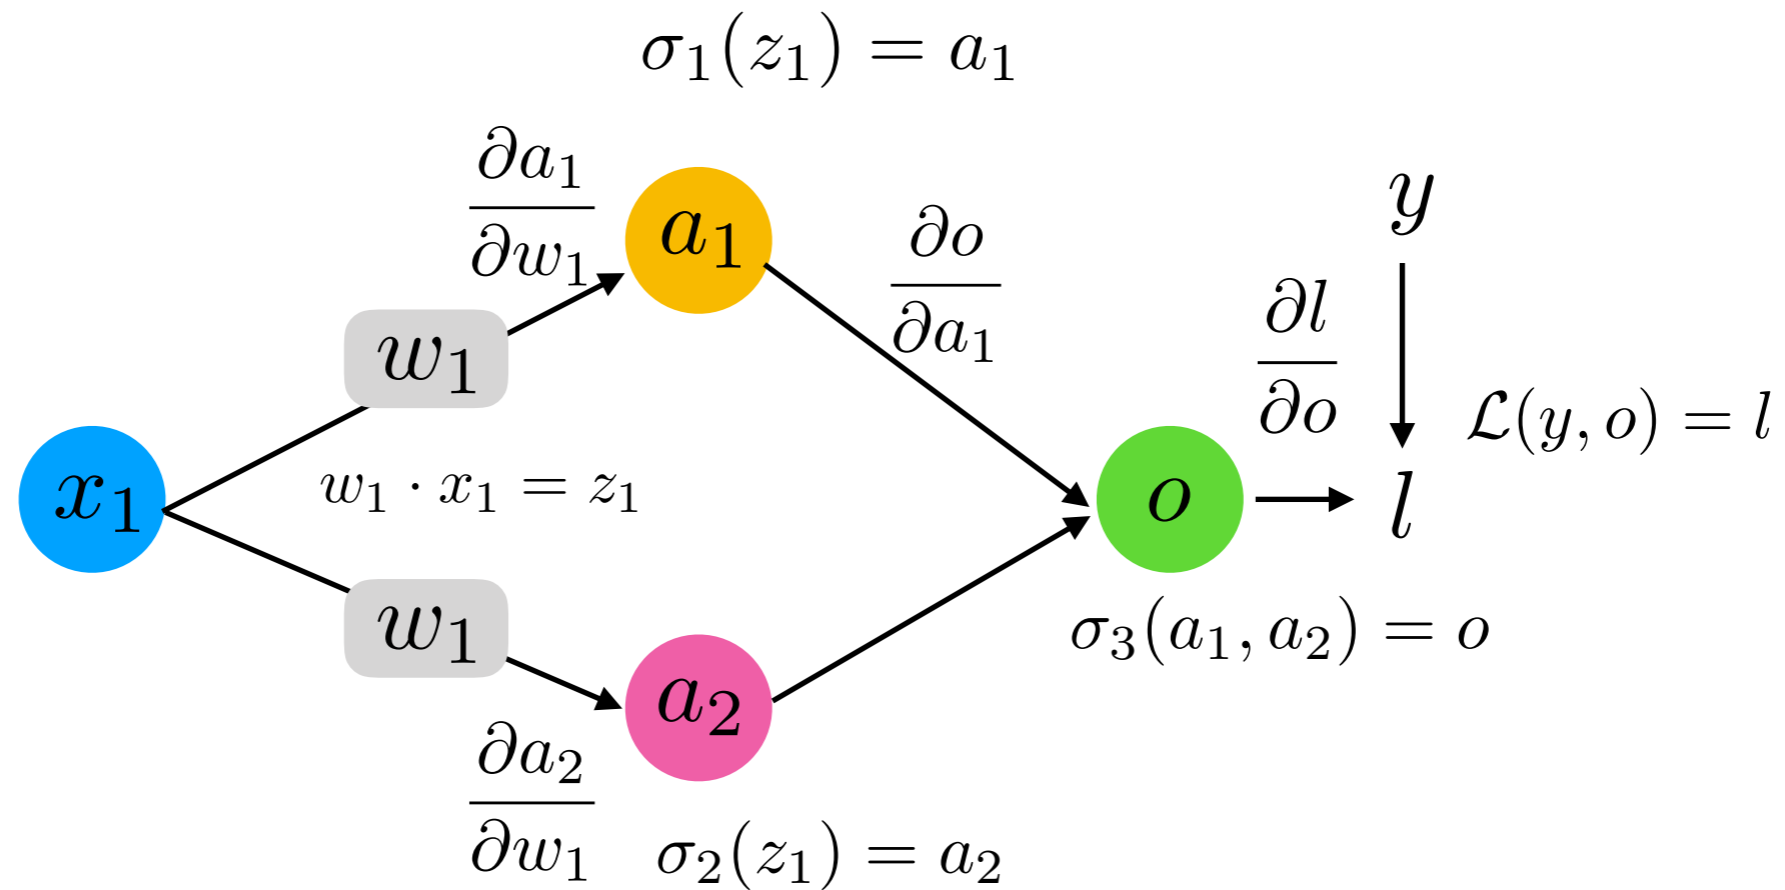 σ₁(z₁) = a₁
∂a₁
∂w₁
a₁
y
∂o
∂a₁
∂l
∂o
w₁
ℒ(y, o) = l
x₁
w₁ · x₁ = z₁
o
l
w₁
σ₃(a₁, a₂) = o
a₂
∂a₂
∂w₁
σ₂(z₁) = a₂